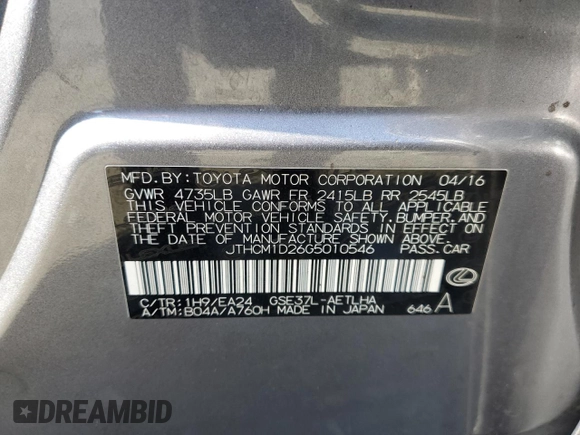 MFD. BY: TOYOTA MOTOR CORPORATION 04/16
GVWR 4735LB GAWR FR 2415LB RR 2545LB
THIS VEHICLE CONFORMS TO ALL APPLICABLE
FEDERAL MOTOR VEHICLE SAFETY, BUMPER, AND
THEFT PREVENTION STANDARDS IN EFFECT ON
THE DATE OF MANUFACTURE SHOWN ABOVE.
JTHCM1D26G5010546 PASS. CAR
C/TR: 1H9/EA24 GSE37L-AETLHA
A/TM: B04A/A760H MADE IN JAPAN 646 A
DREAMBID